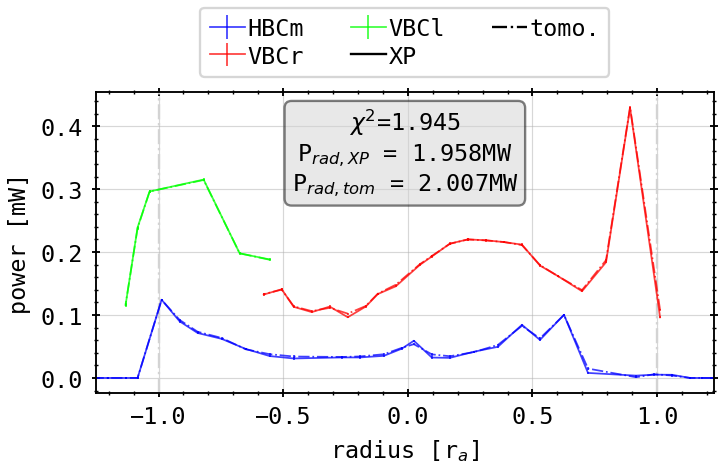 HBCm VBCl tomo.
VBCr XP
χ²=1.945
P_rad,XP = 1.958MW
P_rad,tom = 2.007MW
power [mW]
0.4
0.3
0.2
0.1
0.0
−1.0 −0.5 0.0 0.5 1.0
radius [r_a]